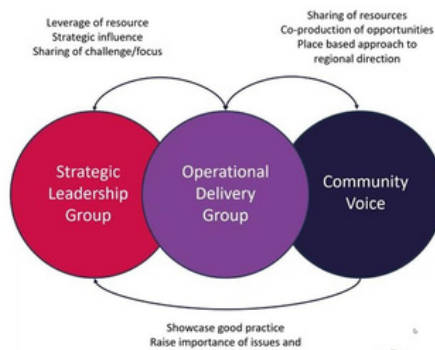 Leverage of resource
Strategic influence
Sharing of challenge/focus
Sharing of resources
Co-production of opportunities
Place based approach to
regional direction
Strategic
Leadership
Group
Operational
Delivery
Group
Community
Voice
Showcase good practice
Raise importance of issues and